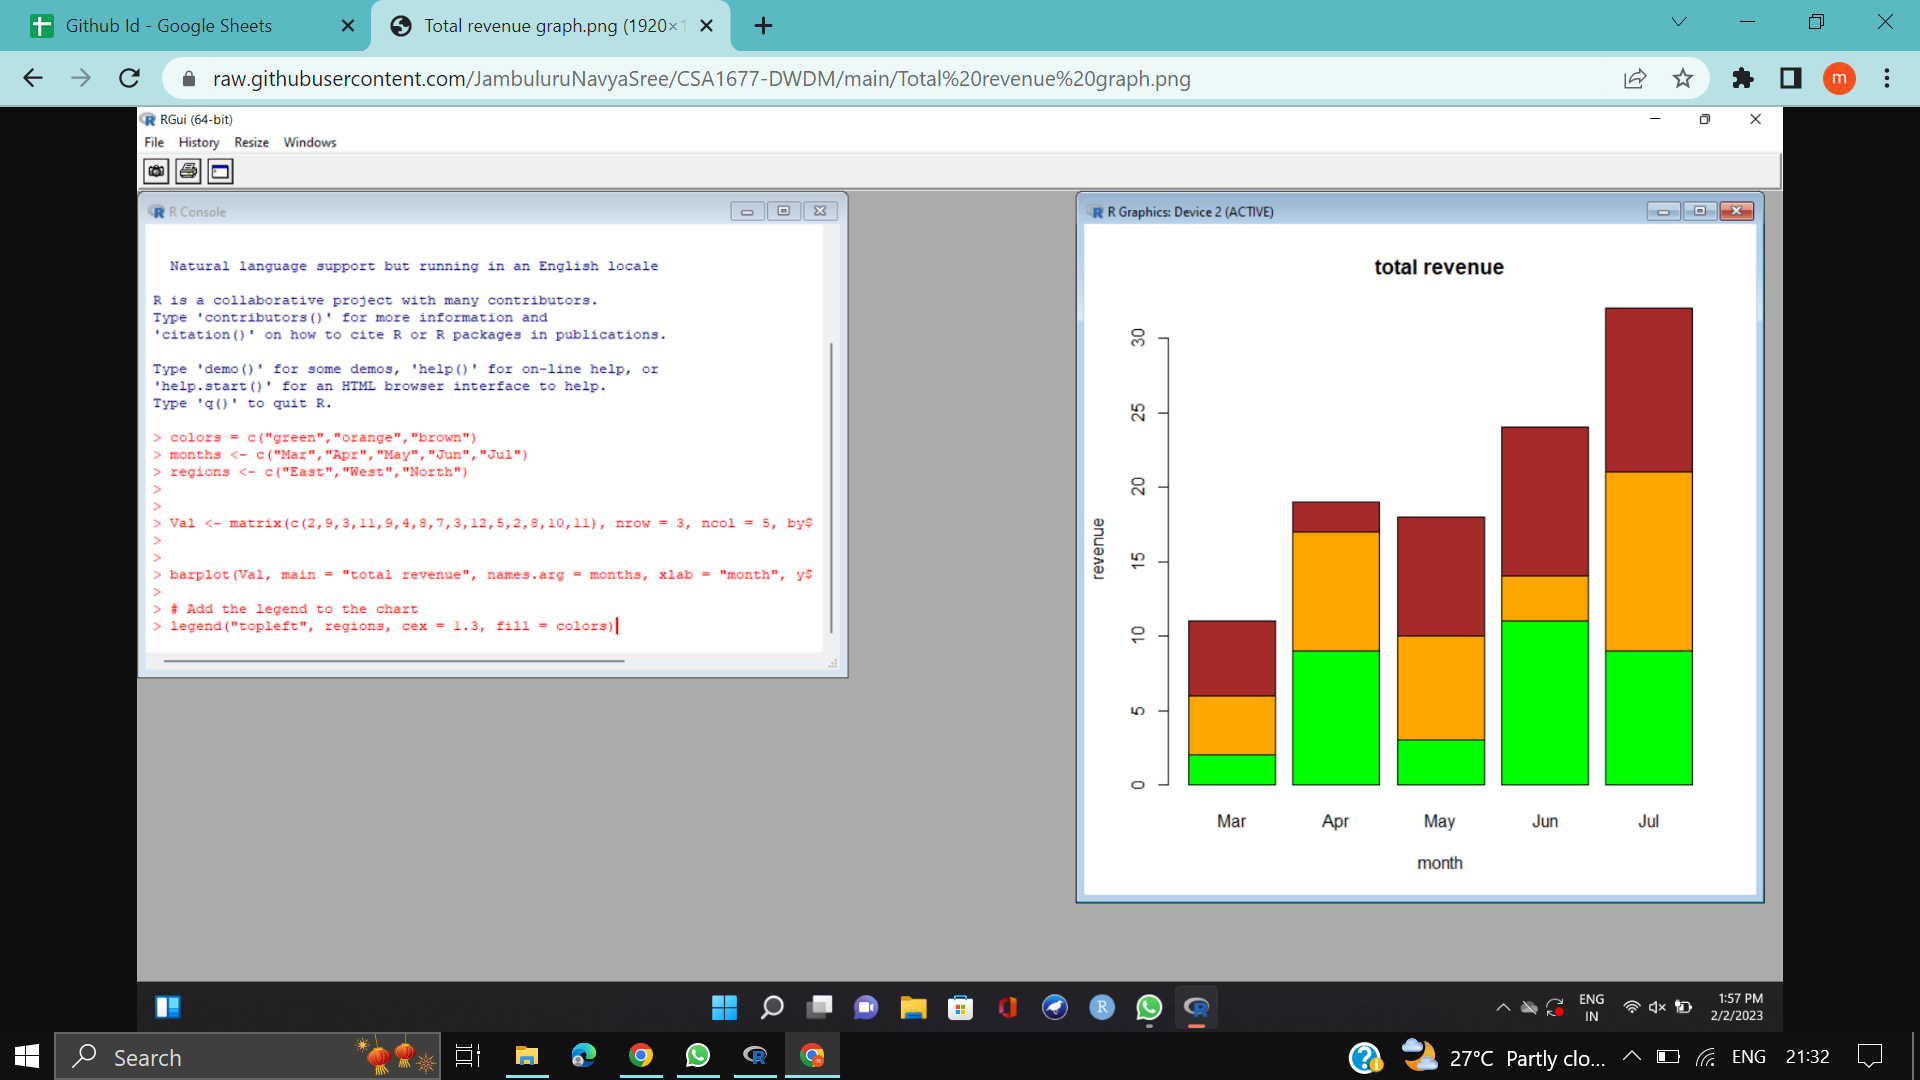 Github Id - Google Sheets
Total revenue graph.png (1920×1
raw.githubusercontent.com/JambuluruNavyaSree/CSA1677-DWDM/main/Total%20revenue%20graph.png
m
RGui (64-bit)
File History Resize Windows
R Console
Natural language support but running in an English locale
R is a collaborative project with many contributors.
Type 'contributors()' for more information and
'citation()' on how to cite R or R packages in publications.
Type 'demo()' for some demos, 'help()' for on-line help, or
'help.start()' for an HTML browser interface to help.
Type 'q()' to quit R.
> colors = c("green","orange","brown")
> months <- c("Mar","Apr","May","Jun","Jul")
> regions <- c("East","West","North")
>
>
> Val <- matrix(c(2,9,3,11,9,4,8,7,3,12,5,2,8,10,11), nrow = 3, ncol = 5, by$
>
>
> barplot(Val, main = "total revenue", names.arg = months, xlab = "month", y$
>
> # Add the legend to the chart
> legend("topleft", regions, cex = 1.3, fill = colors)
R Graphics: Device 2 (ACTIVE)
total revenue
revenue
30
25
20
15
10
5
0
Mar Apr May Jun Jul
month
ENG
IN
1:57 PM
2/2/2023
Search
27°C Partly clo...
ENG
21:32